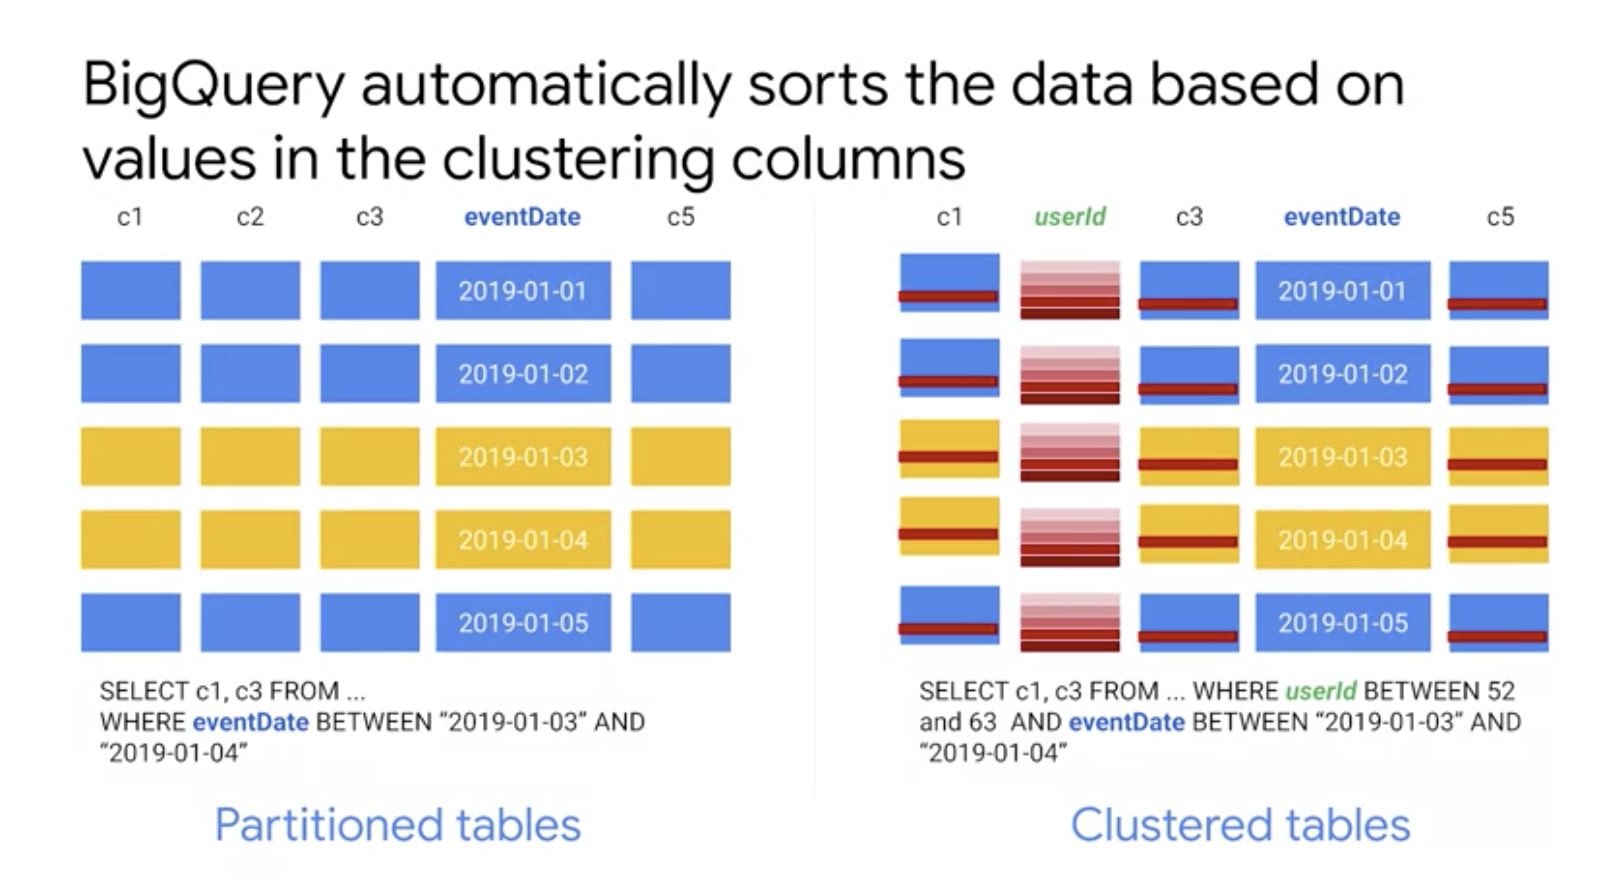 BigQuery automatically sorts the data based on
values in the clustering columns
c1 c2 c3 eventDate c5
2019-01-01
2019-01-02
2019-01-03
2019-01-04
2019-01-05
SELECT c1, c3 FROM ...
WHERE eventDate BETWEEN “2019-01-03” AND
“2019-01-04”
Partitioned tables
c1 userId c3 eventDate c5
2019-01-01
2019-01-02
2019-01-03
2019-01-04
2019-01-05
SELECT c1, c3 FROM ... WHERE userId BETWEEN 52
and 63 AND eventDate BETWEEN “2019-01-03” AND
“2019-01-04”
Clustered tables